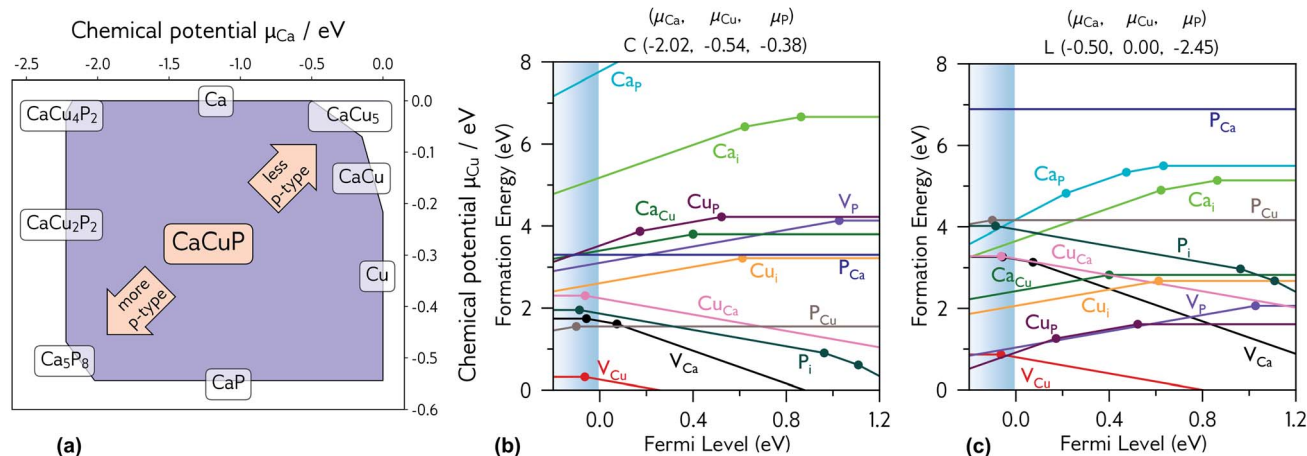 Chemical potential μCa / eV
-2.5 -2.0 -1.5 -1.0 -0.5 0.0
CaCu4P2
Ca
CaCu5
less
p-type
CaCu
CaCu2P2
CaCuP
Cu
more
p-type
Ca5P8
CaP
0.0
-0.1
-0.2
-0.3
-0.4
-0.5
-0.6
Chemical potential μCu / eV
(a)
(μCa, μCu, μP)
C (-2.02, -0.54, -0.38)
Formation Energy (eV)
8
6
4
2
0
CaP
Cai
CuP
CaCu
VP
PCa
Cui
CuCa
PCu
VCu
VCa
Pi
0.0 0.4 0.8 1.2
Fermi Level (eV)
(b)
(μCa, μCu, μP)
L (-0.50, 0.00, -2.45)
Formation Energy (eV)
8
6
4
2
0
PCa
CaP
Cai
PCu
Pi
CuCa
CaCu
Cui
CuP
VP
VCu
VCa
0.0 0.4 0.8 1.2
Fermi Level (eV)
(c)